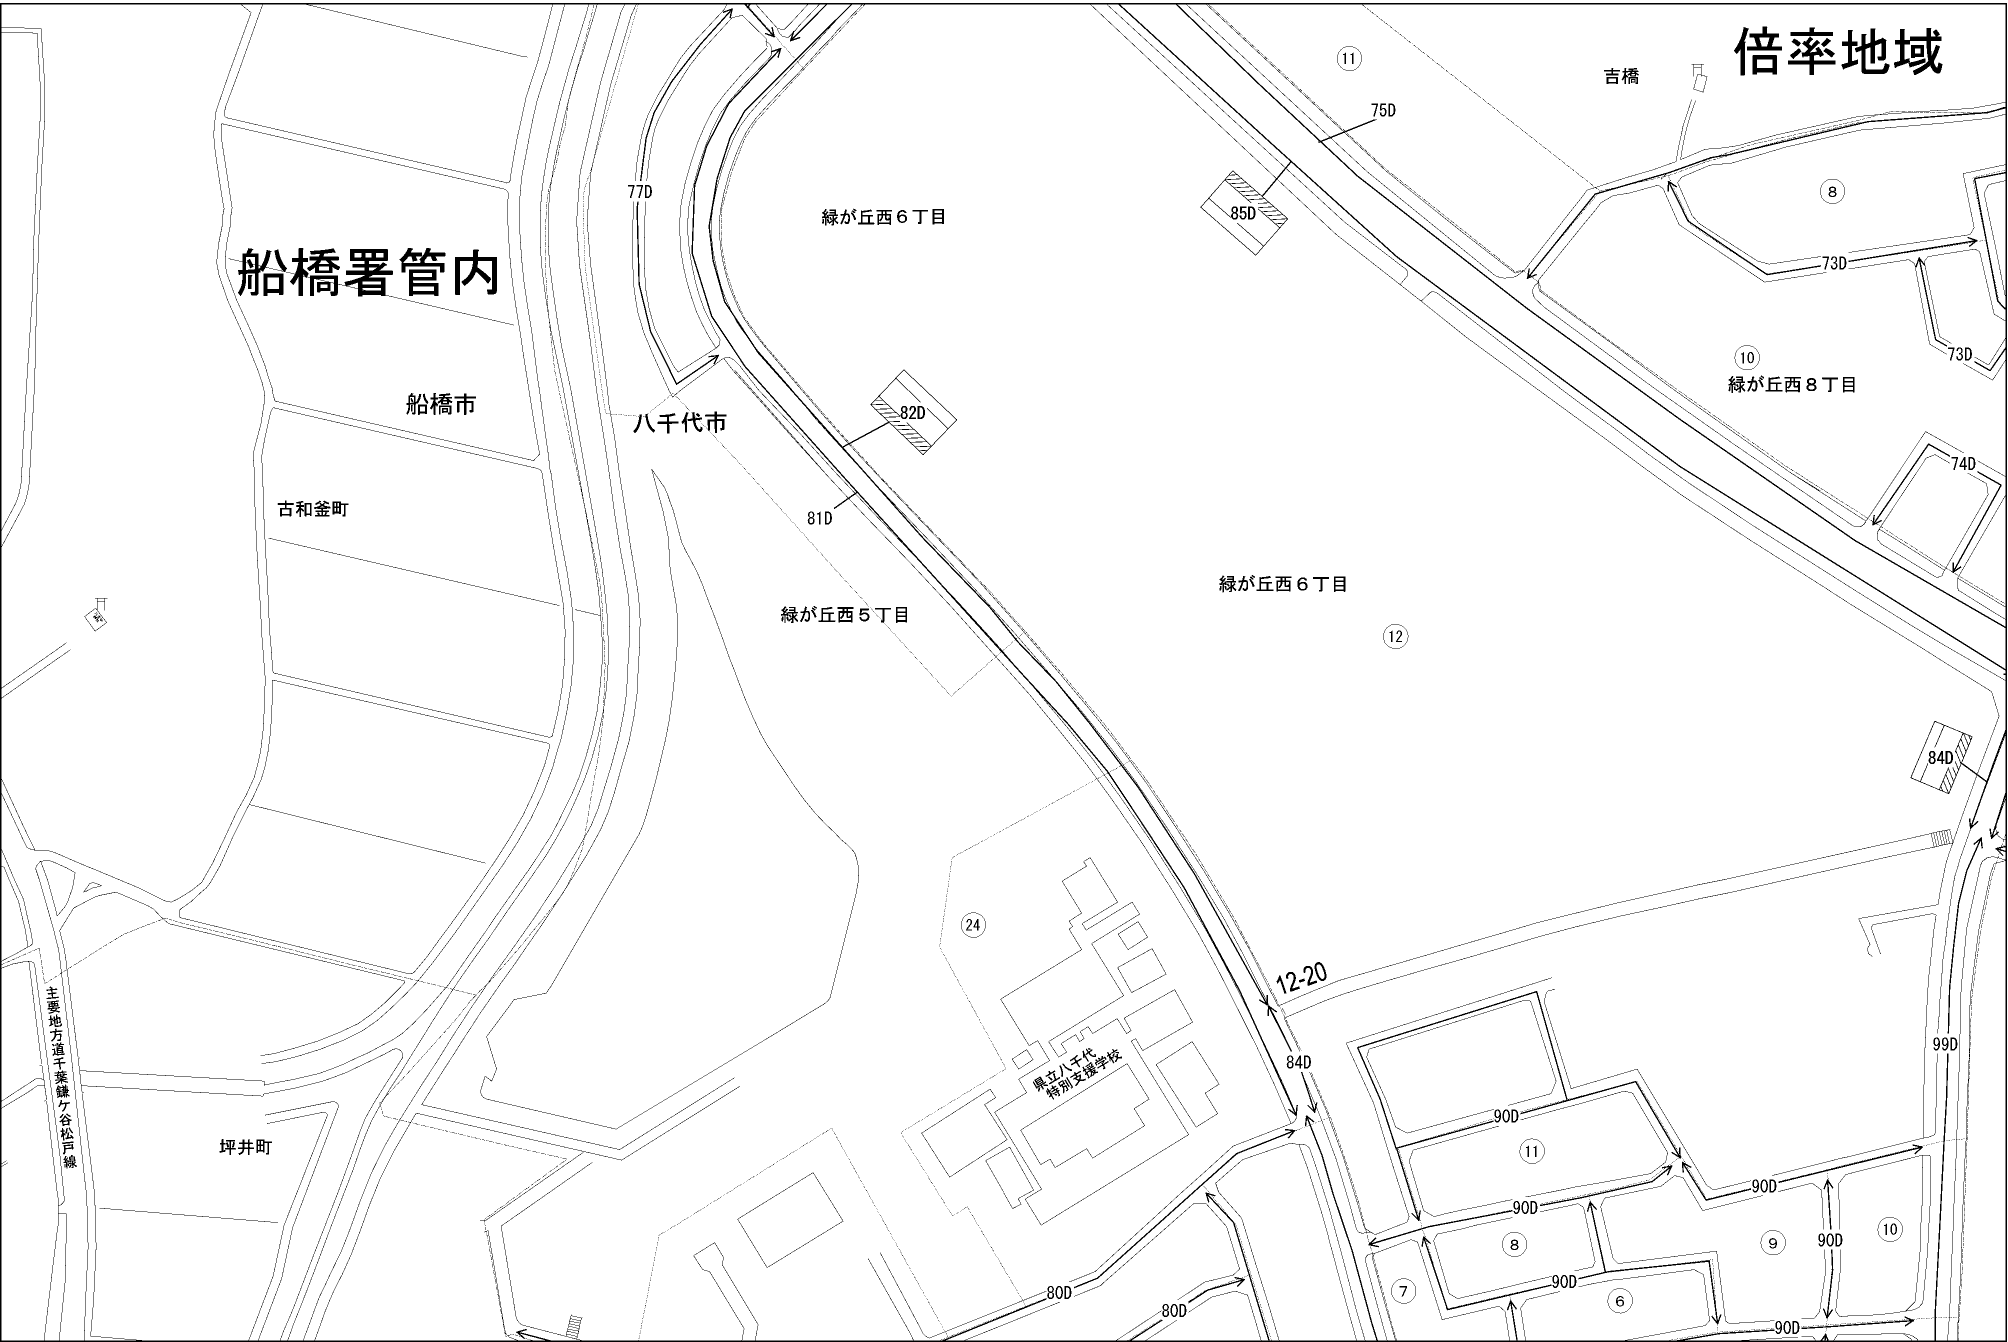 倍率地域
11
吉橋
75D
77D
8
85D
緑が丘西６丁目
船橋署管内
73D
73D
10
緑が丘西８丁目
船橋市
82D
八千代市
74D
古和釜町
81D
緑が丘西５丁目
緑が丘西６丁目
12
84D
24
12-20
主要地方道千葉鎌ケ谷松戸線
県立八千代
特別支援学校
84D
99D
90D
坪井町
11
90D
90D
90D
10
8
9
90D
80D
7
6
80D
90D